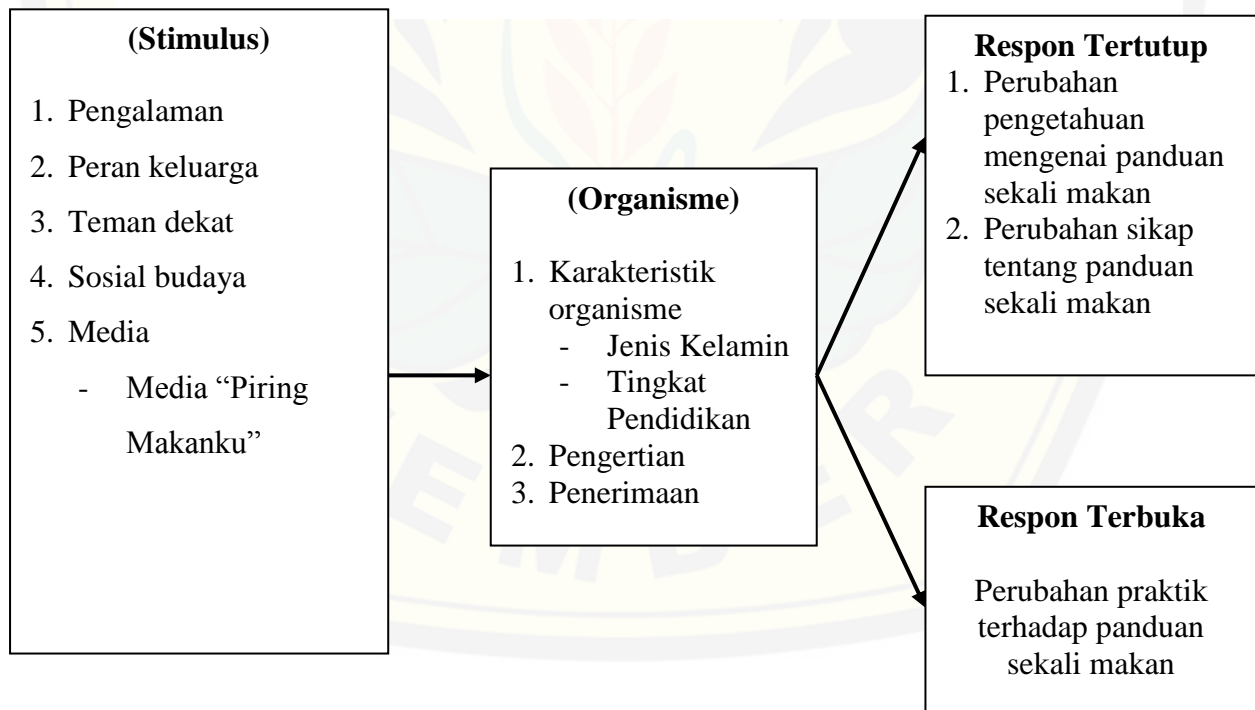 (Stimulus)
1. Pengalaman
2. Peran keluarga
3. Teman dekat
4. Sosial budaya
5. Media
- Media “Piring
Makanku”
(Organisme)
1. Karakteristik
organisme
- Jenis Kelamin
- Tingkat
Pendidikan
2. Pengertian
3. Penerimaan
Respon Tertutup
1. Perubahan
pengetahuan
mengenai panduan
sekali makan
2. Perubahan sikap
tentang panduan
sekali makan
Respon Terbuka
Perubahan praktik
terhadap panduan
sekali makan